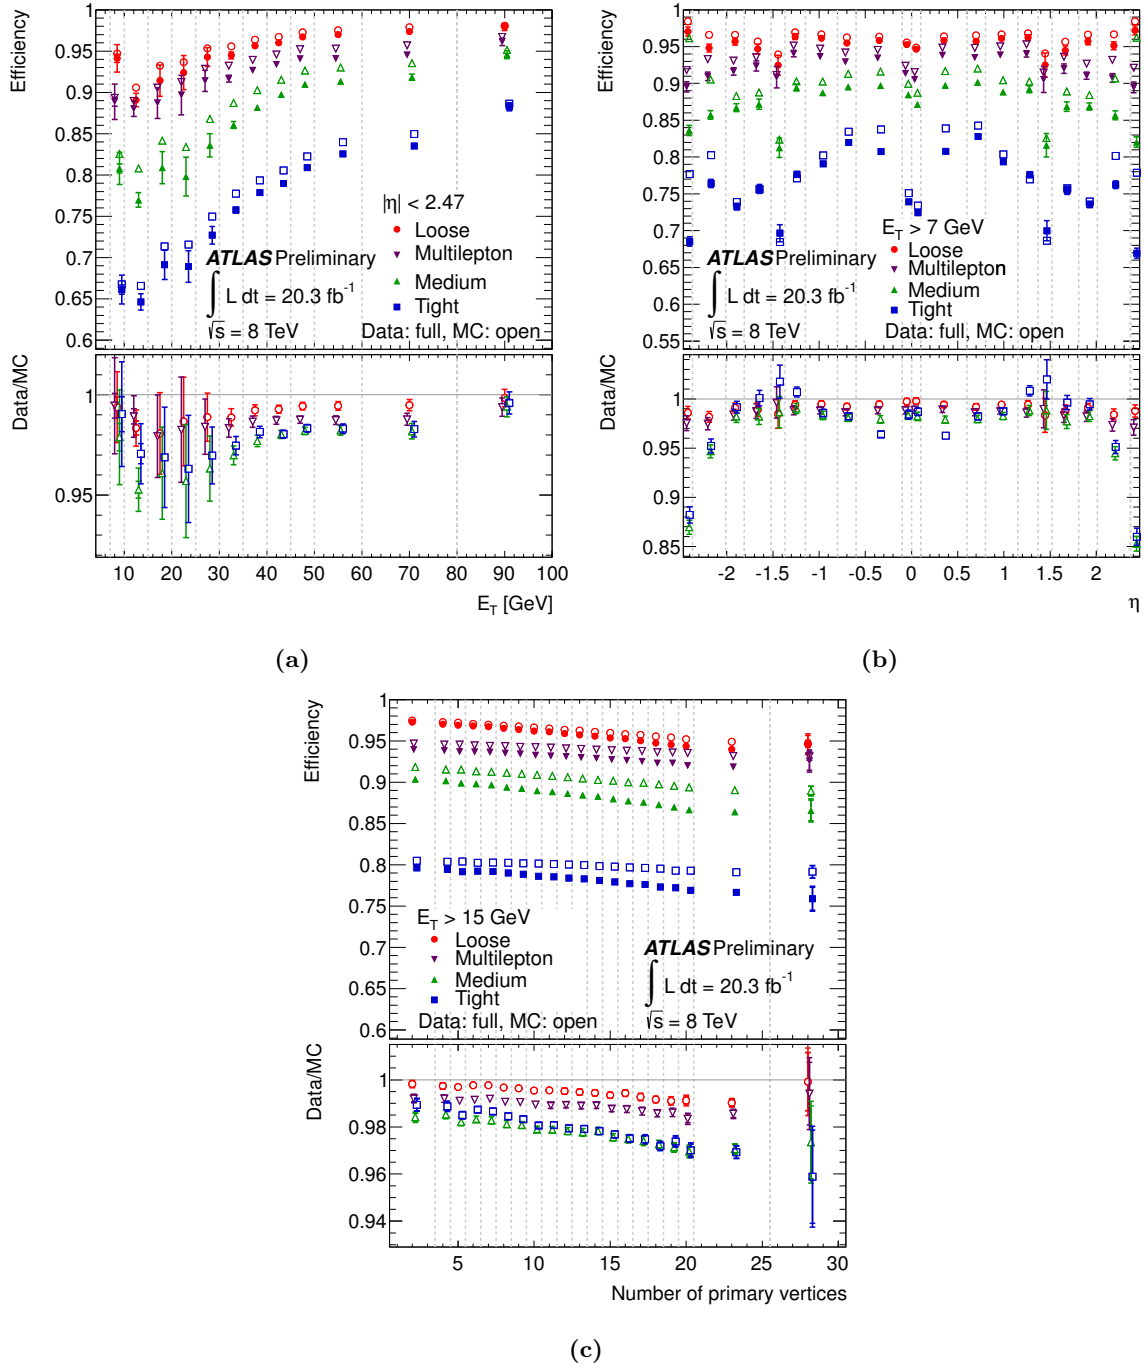 Efficiency
1
0.95
0.9
0.85
0.8
0.75
0.7
0.65
0.6
|η| < 2.47
Loose
Multilepton
Medium
Tight
ATLAS Preliminary
∫ L dt = 20.3 fb⁻¹
√s = 8 TeV
Data: full, MC: open
Data/MC
1
0.95
10 20 30 40 50 60 70 80 90 100
E_T [GeV]
(a)
Efficiency
1
0.95
0.9
0.85
0.8
0.75
0.7
0.65
0.6
0.55
E_T > 7 GeV
Loose
Multilepton
Medium
Tight
ATLAS Preliminary
∫ L dt = 20.3 fb⁻¹
√s = 8 TeV
Data: full, MC: open
Data/MC
1
0.95
0.9
0.85
-2 -1.5 -1 -0.5 0 0.5 1 1.5 2
η
(b)
Efficiency
1
0.95
0.9
0.85
0.8
0.75
0.7
0.65
0.6
E_T > 15 GeV
Loose
Multilepton
Medium
Tight
Data: full, MC: open
ATLAS Preliminary
∫ L dt = 20.3 fb⁻¹
√s = 8 TeV
Data/MC
1
0.98
0.96
0.94
5 10 15 20 25 30
Number of primary vertices
(c)